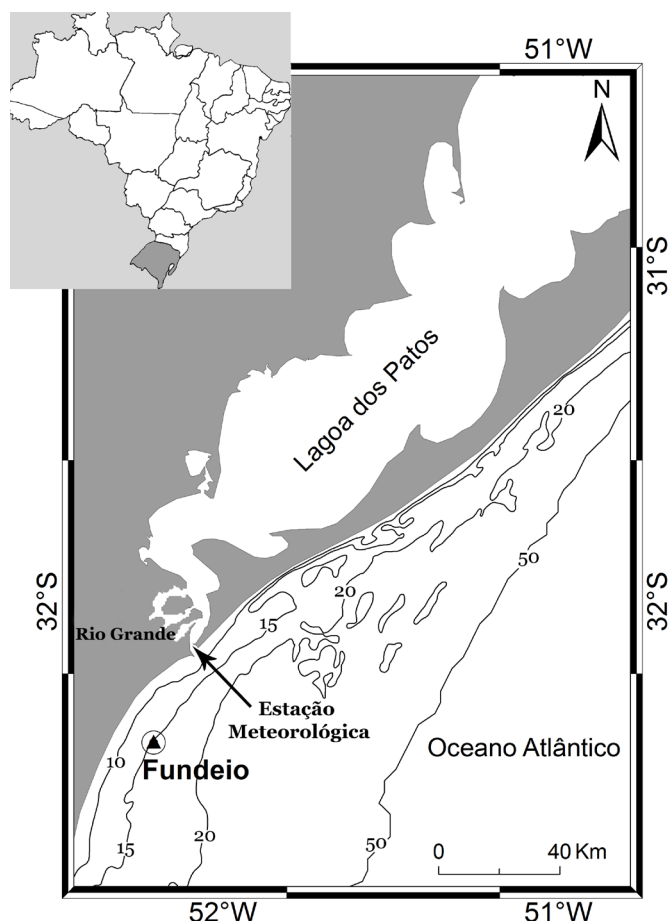 51°W
N
31°S
Lagoa dos Patos
20
50
32°S
32°S
20
15
Rio Grande
Estação
Meteorológica
Oceano Atlântico
10
Fundeio
15
20
50
0
40 Km
52°W
51°W